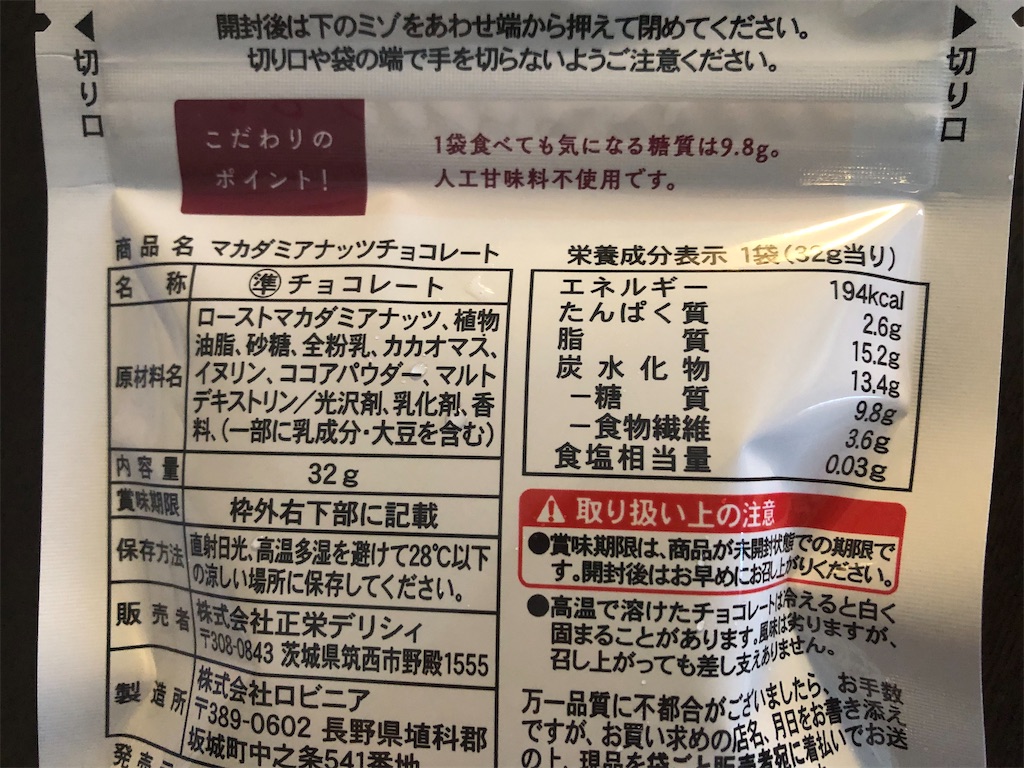 開封後は下のミゾをあわせ端から押えて閉めてください。
切り口や袋の端で手を切らないようご注意ください。
◀切り口
▶切り口
こだわりの
ポイント!
1袋食べても気になる糖質は9.8g。
人工甘味料不使用です。
商品名 マカダミアナッツチョコレート
名称 準チョコレート
原材料名
ローストマカダミアナッツ、植物
油脂、砂糖、全粉乳、カカオマス、
イヌリン、ココアパウダー、マルト
デキストリン/光沢剤、乳化剤、香
料、(一部に乳成分・大豆を含む)
内容量 32g
賞味期限 枠外右下部に記載
保存方法
直射日光、高温多湿を避けて28℃以下
の涼しい場所に保存してください。
販売者
株式会社正栄デリシィ
〒308-0843 茨城県筑西市野殿1555
製造所
株式会社ロビニア
〒389-0602 長野県埴科郡
坂城町中之条541番地
発売
栄養成分表示 1袋(32g当り)
エネルギー 194kcal
たんぱく質 2.6g
脂質 15.2g
炭水化物 13.4g
-糖質 9.8g
-食物繊維 3.6g
食塩相当量 0.03g
取り扱い上の注意
●賞味期限は、商品が未開封状態での期限で
す。開封後はお早めにお召し上がりください。
●高温で溶けたチョコレートは冷えると白く
固まることがあります。風味は劣りますが、
召し上がっても差し支えありません。
万一品質に不都合がございましたら、お手数
ですが、お買い求めの店名、月日をお書き添え
の上、現品を袋ごと販売者宛に着払いでお送